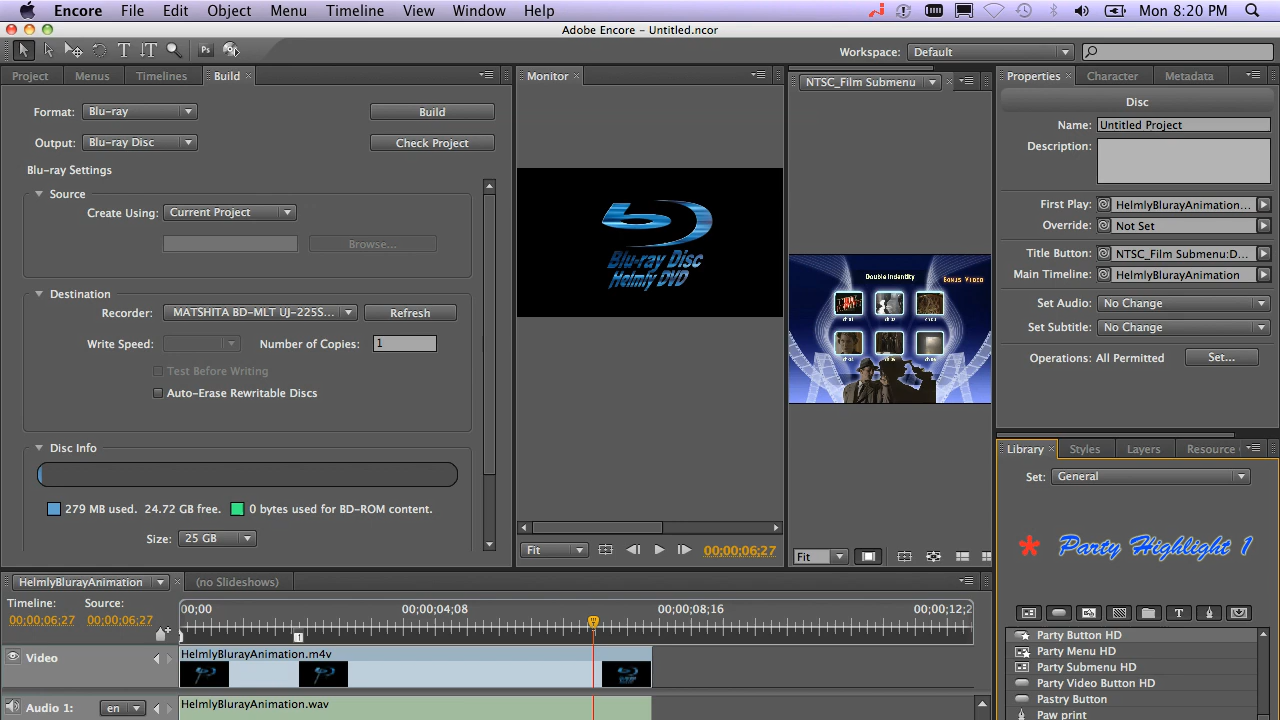 Encore File Edit Object Menu Timeline View Window Help Mon 8:20 PM
Adobe Encore - Untitled.ncor
T T Ps Workspace: Default
Project Menus Timelines Build
Format: Blu-ray Build
Output: Blu-ray Disc Check Project
Blu-ray Settings
Source
Create Using: Current Project
Browse...
Destination
Recorder: MATSHITA BD-MLT UJ-225S... Refresh
Write Speed: Number of Copies: 1
Test Before Writing
Auto-Erase Rewritable Discs
Disc Info
279 MB used. 24.72 GB free. 0 bytes used for BD-ROM content.
Size: 25 GB
Monitor
Blu-ray Disc
Helmly DVD
Fit 00;00;06;27
NTSC_Film Submenu
Double Indentity
Bonus Video
Fit
Properties Character Metadata
Disc
Name: Untitled Project
Description:
First Play: HelmlyBlurayAnimation...
Override: Not Set
Title Button: NTSC_Film Submenu:D...
Main Timeline: HelmlyBlurayAnimation
Set Audio: No Change
Set Subtitle: No Change
Operations: All Permitted Set...
Library Styles Layers Resource
Set: General
* Party Highlight 1
T
Party Button HD
Party Menu HD
Party Submenu HD
Party Video Button HD
Pastry Button
Paw print
HelmlyBlurayAnimation (no Slideshows)
Timeline: Source:
00;00;06;27 00;00;06;27
00;00 00;00;04;08 00;00;08;16 00;00;12;2
1
Video HelmlyBlurayAnimation.m4v
Audio 1: en HelmlyBlurayAnimation.wav